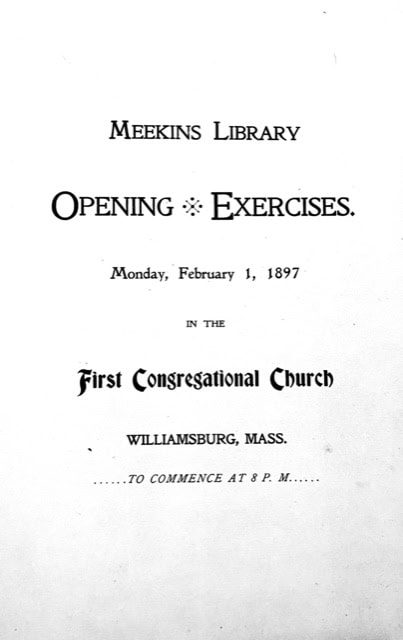 MEEKINS LIBRARY
OPENING ※ EXERCISES.
Monday, February 1, 1897
IN THE
First Congregational Church
WILLIAMSBURG, MASS.
......TO COMMENCE AT 8 P. M......